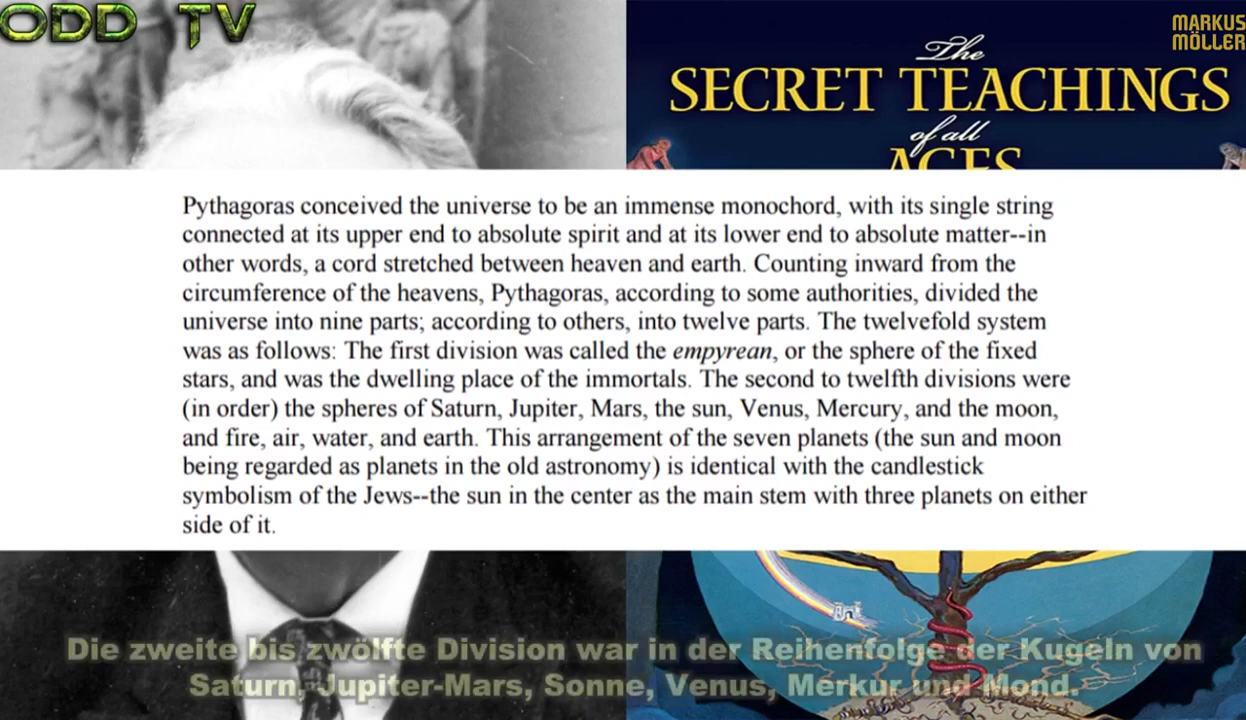 ODD TV
MARKUS
MÖLLER
The
SECRET TEACHINGS
of all
AGES
Pythagoras conceived the universe to be an immense monochord, with its single string
connected at its upper end to absolute spirit and at its lower end to absolute matter--in
other words, a cord stretched between heaven and earth. Counting inward from the
circumference of the heavens, Pythagoras, according to some authorities, divided the
universe into nine parts; according to others, into twelve parts. The twelvefold system
was as follows: The first division was called the empyrean, or the sphere of the fixed
stars, and was the dwelling place of the immortals. The second to twelfth divisions were
(in order) the spheres of Saturn, Jupiter, Mars, the sun, Venus, Mercury, and the moon,
and fire, air, water, and earth. This arrangement of the seven planets (the sun and moon
being regarded as planets in the old astronomy) is identical with the candlestick
symbolism of the Jews--the sun in the center as the main stem with three planets on either
side of it.
Die zweite bis zwölfte Division war in der Reihenfolge der Kugeln von
Saturn, Jupiter-Mars, Sonne, Venus, Merkur und Mond.